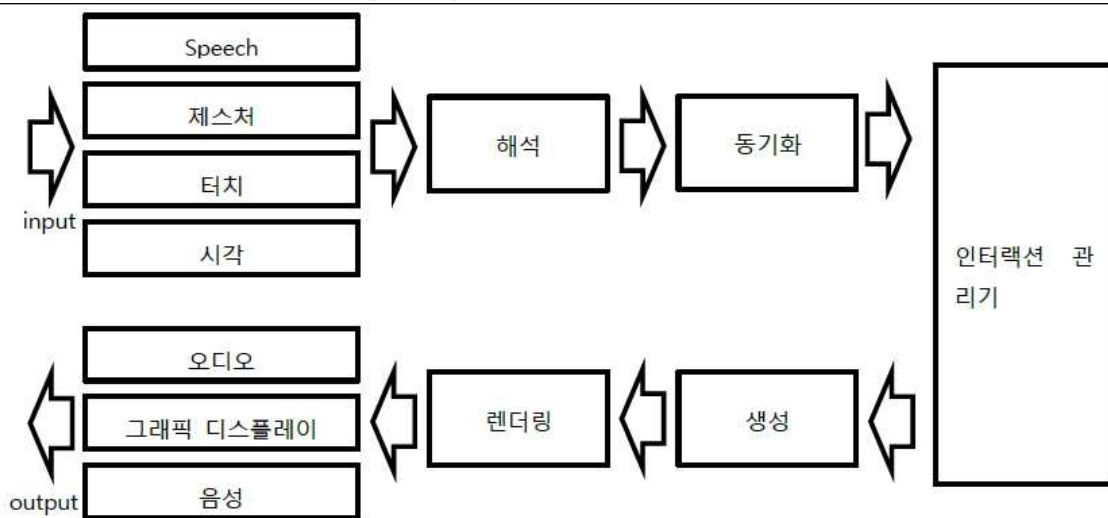 Speech
제스처
터치
시각
input
해석
동기화
인터랙션 관
리기
오디오
그래픽 디스플레이
음성
output
렌더링
생성